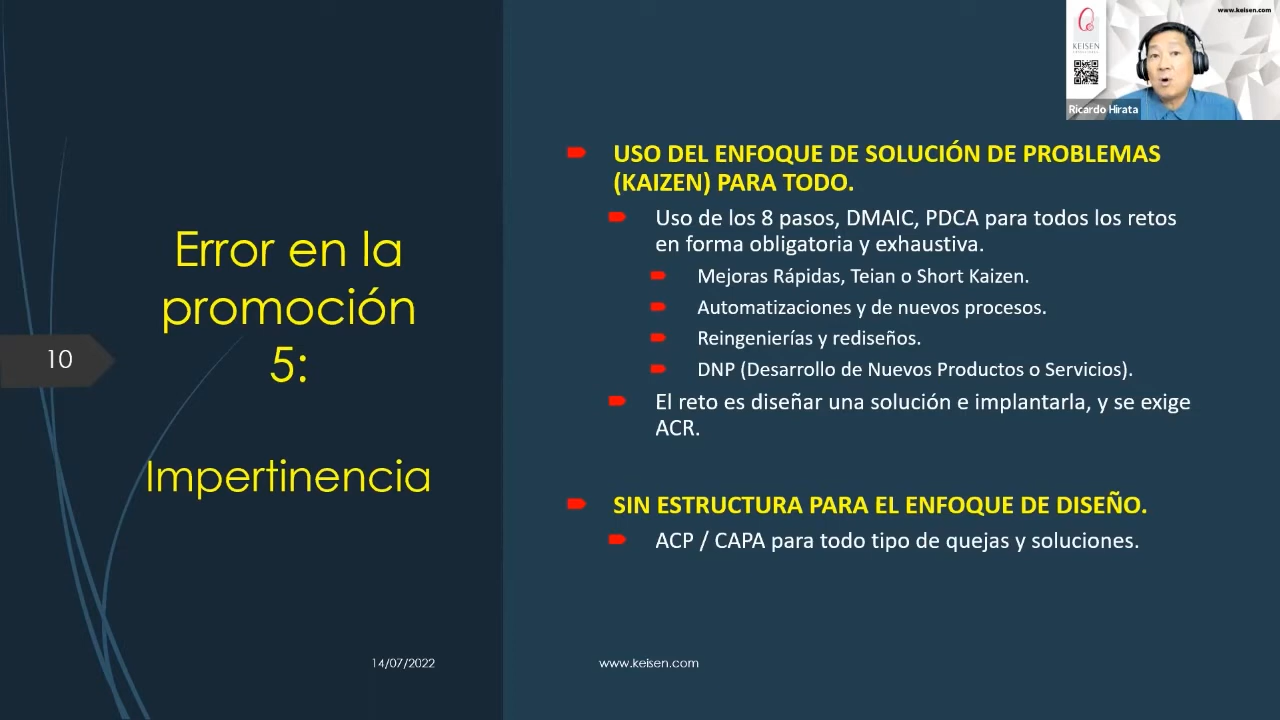 www.keisen.com
KEISEN
Ricardo Hirata
USO DEL ENFOQUE DE SOLUCIÓN DE PROBLEMAS
(KAIZEN) PARA TODO.
Uso de los 8 pasos, DMAIC, PDCA para todos los retos
en forma obligatoria y exhaustiva.
Mejoras Rápidas, Teian o Short Kaizen.
Automatizaciones y de nuevos procesos.
Reingenierías y rediseños.
DNP (Desarrollo de Nuevos Productos o Servicios).
El reto es diseñar una solución e implantarla, y se exige
ACR.
SIN ESTRUCTURA PARA EL ENFOQUE DE DISEÑO.
ACP / CAPA para todo tipo de quejas y soluciones.
Error en la
promoción
5:
Impertinencia
10
14/07/2022
www.keisen.com